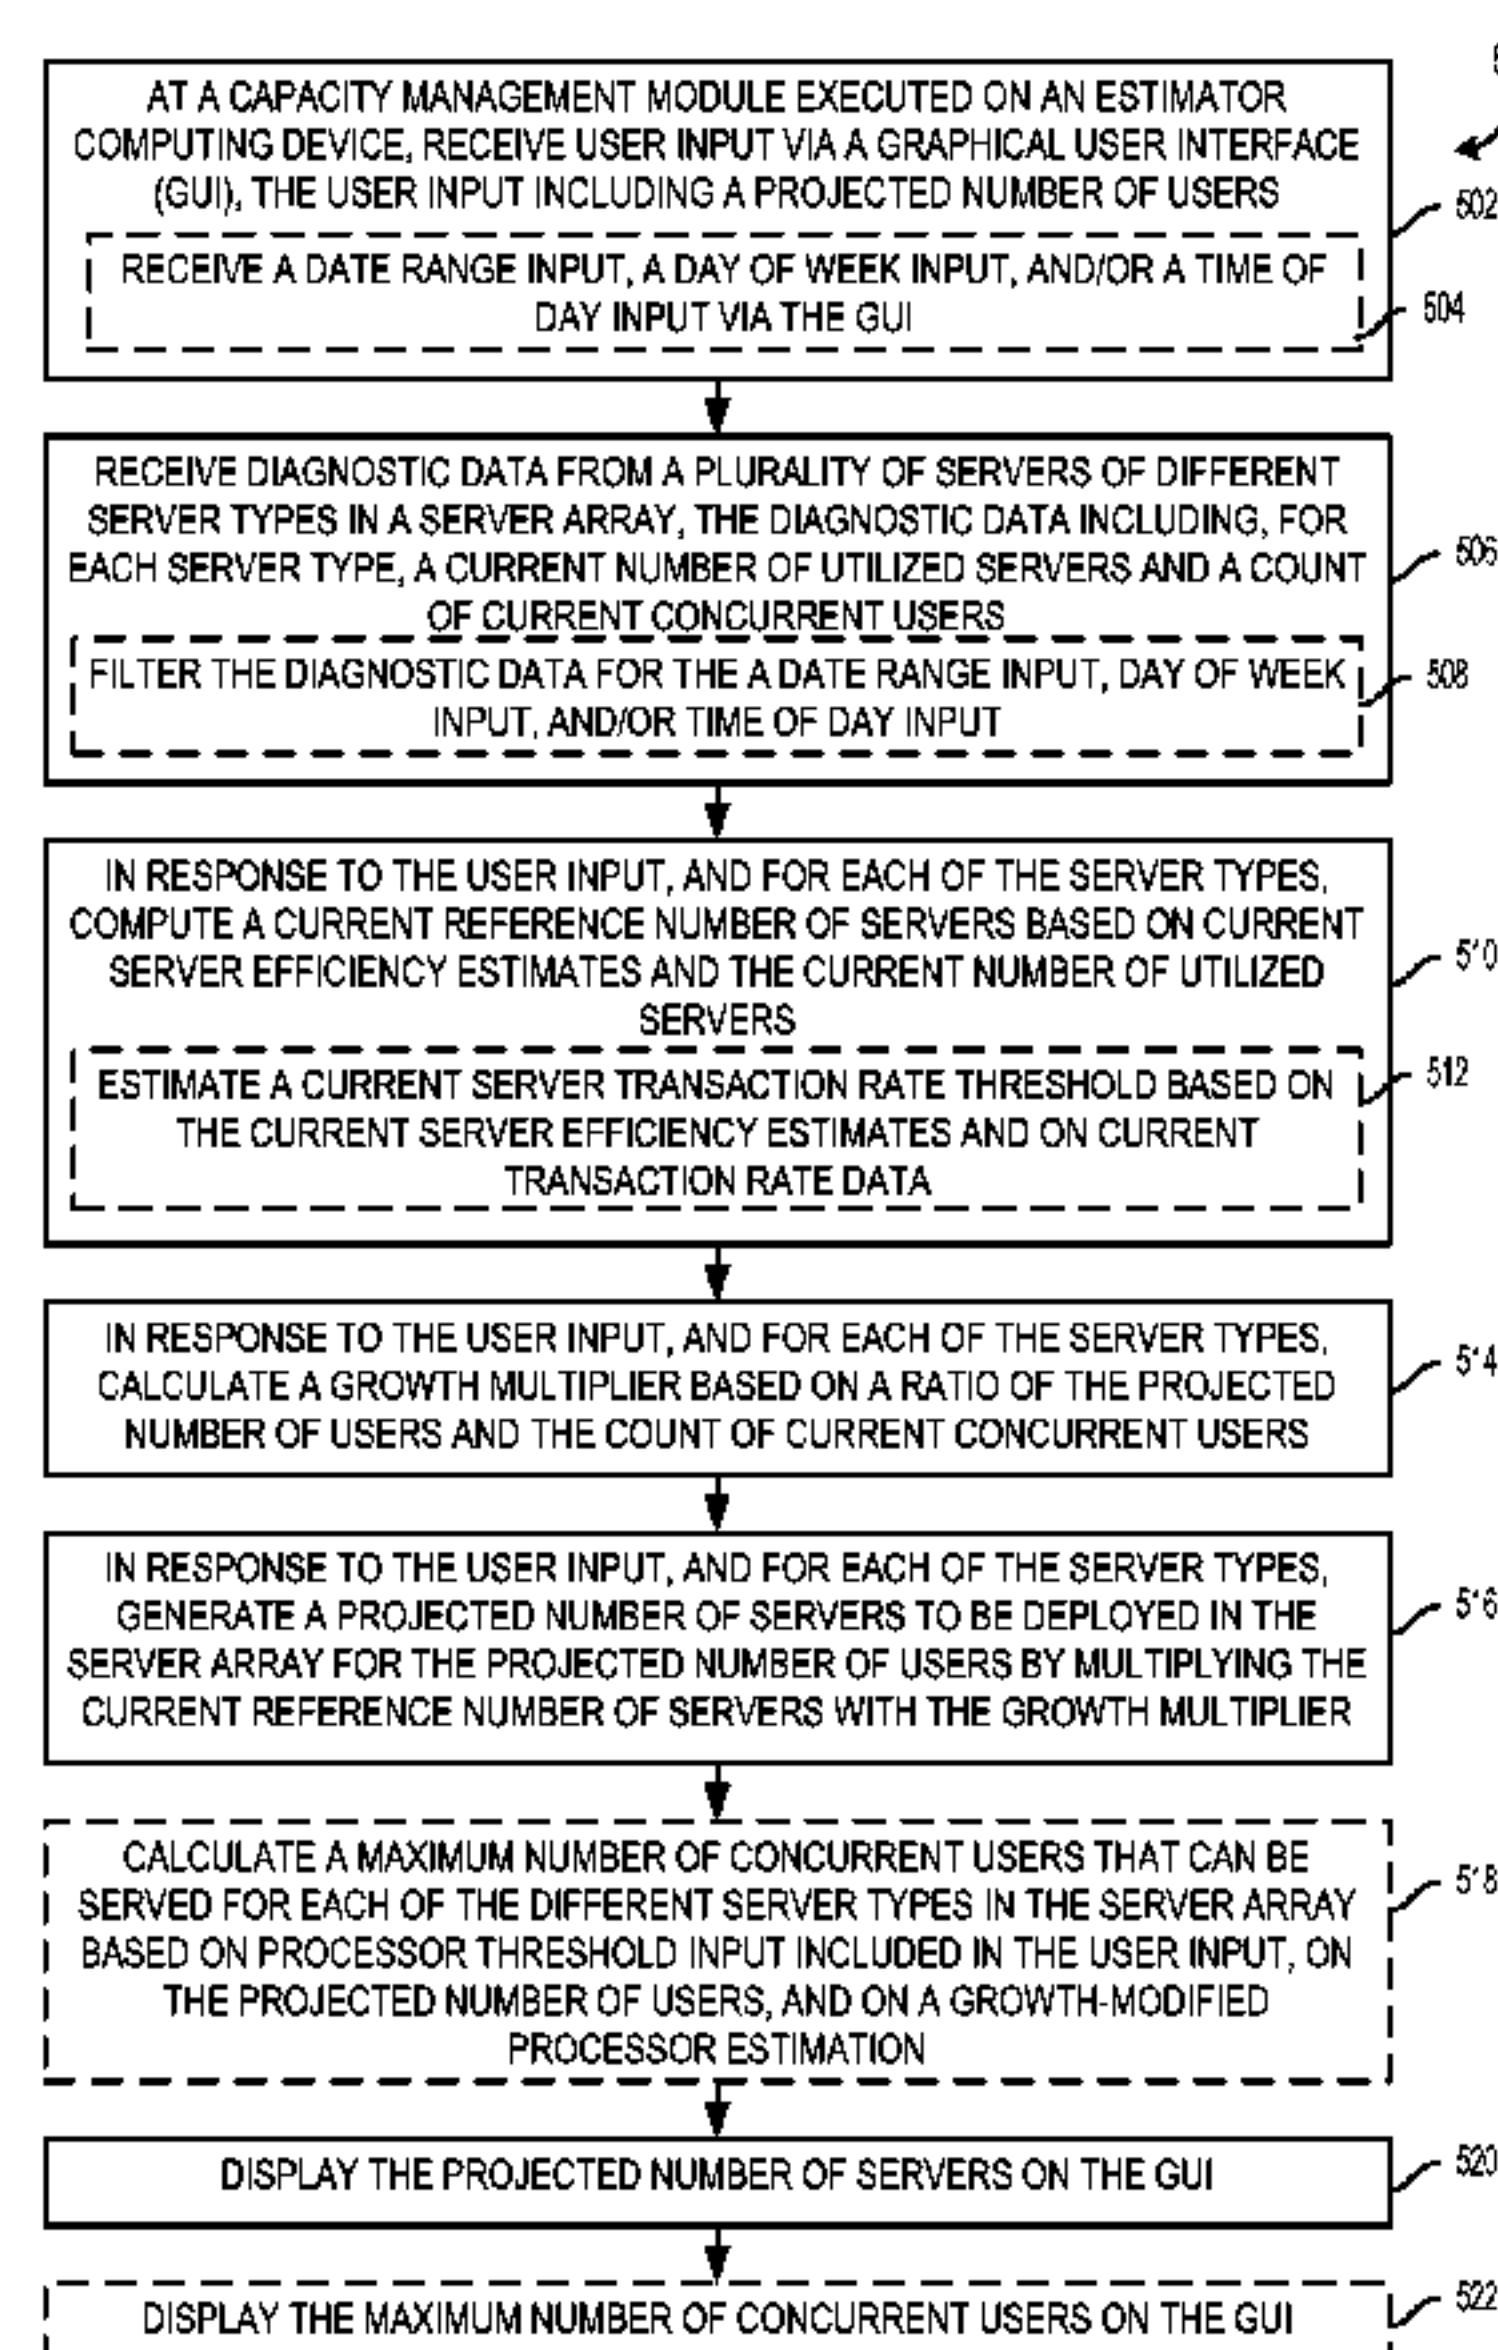 AT A CAPACITY MANAGEMENT MODULE EXECUTED ON AN ESTIMATOR
COMPUTING DEVICE, RECEIVE USER INPUT VIA A GRAPHICAL USER INTERFACE
(GUI), THE USER INPUT INCLUDING A PROJECTED NUMBER OF USERS
502
RECEIVE A DATE RANGE INPUT, A DAY OF WEEK INPUT, AND/OR A TIME OF
DAY INPUT VIA THE GUI
504
RECEIVE DIAGNOSTIC DATA FROM A PLURALITY OF SERVERS OF DIFFERENT
SERVER TYPES IN A SERVER ARRAY, THE DIAGNOSTIC DATA INCLUDING, FOR
EACH SERVER TYPE, A CURRENT NUMBER OF UTILIZED SERVERS AND A COUNT
OF CURRENT CONCURRENT USERS
506
FILTER THE DIAGNOSTIC DATA FOR THE A DATE RANGE INPUT, DAY OF WEEK
INPUT, AND/OR TIME OF DAY INPUT
508
IN RESPONSE TO THE USER INPUT, AND FOR EACH OF THE SERVER TYPES,
COMPUTE A CURRENT REFERENCE NUMBER OF SERVERS BASED ON CURRENT
SERVER EFFICIENCY ESTIMATES AND THE CURRENT NUMBER OF UTILIZED
SERVERS
510
ESTIMATE A CURRENT SERVER TRANSACTION RATE THRESHOLD BASED ON
THE CURRENT SERVER EFFICIENCY ESTIMATES AND ON CURRENT
TRANSACTION RATE DATA
512
IN RESPONSE TO THE USER INPUT, AND FOR EACH OF THE SERVER TYPES,
CALCULATE A GROWTH MULTIPLIER BASED ON A RATIO OF THE PROJECTED
NUMBER OF USERS AND THE COUNT OF CURRENT CONCURRENT USERS
514
IN RESPONSE TO THE USER INPUT, AND FOR EACH OF THE SERVER TYPES,
GENERATE A PROJECTED NUMBER OF SERVERS TO BE DEPLOYED IN THE
SERVER ARRAY FOR THE PROJECTED NUMBER OF USERS BY MULTIPLYING THE
CURRENT REFERENCE NUMBER OF SERVERS WITH THE GROWTH MULTIPLIER
516
CALCULATE A MAXIMUM NUMBER OF CONCURRENT USERS THAT CAN BE
SERVED FOR EACH OF THE DIFFERENT SERVER TYPES IN THE SERVER ARRAY
BASED ON PROCESSOR THRESHOLD INPUT INCLUDED IN THE USER INPUT, ON
THE PROJECTED NUMBER OF USERS, AND ON A GROWTH-MODIFIED
PROCESSOR ESTIMATION
518
DISPLAY THE PROJECTED NUMBER OF SERVERS ON THE GUI
520
DISPLAY THE MAXIMUM NUMBER OF CONCURRENT USERS ON THE GUI
522